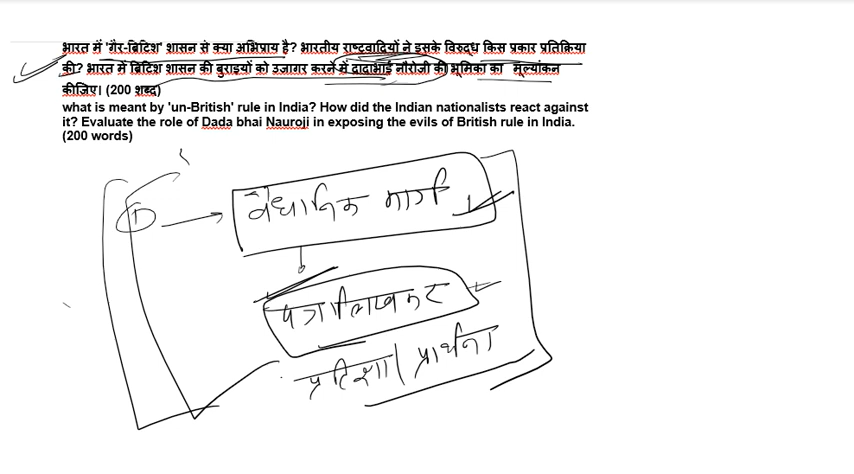 भारत में 'गैर-ब्रिटिश' शासन से क्या अभिप्राय है? भारतीय राष्ट्रवादियों ने इसके विरुद्ध किस प्रकार प्रतिक्रिया
की? भारत में ब्रिटिश शासन की बुराइयों को उजागर करने में दादाभाई नौरोजी की भूमिका का मूल्यांकन
कीजिए। (200 शब्द)
what is meant by 'un-British' rule in India? How did the Indian nationalists react against
it? Evaluate the role of Dada bhai Nauroji in exposing the evils of British rule in India.
(200 words)
① → वैधानिक मार्ग
पत्र लिखकर
प्रार्थना